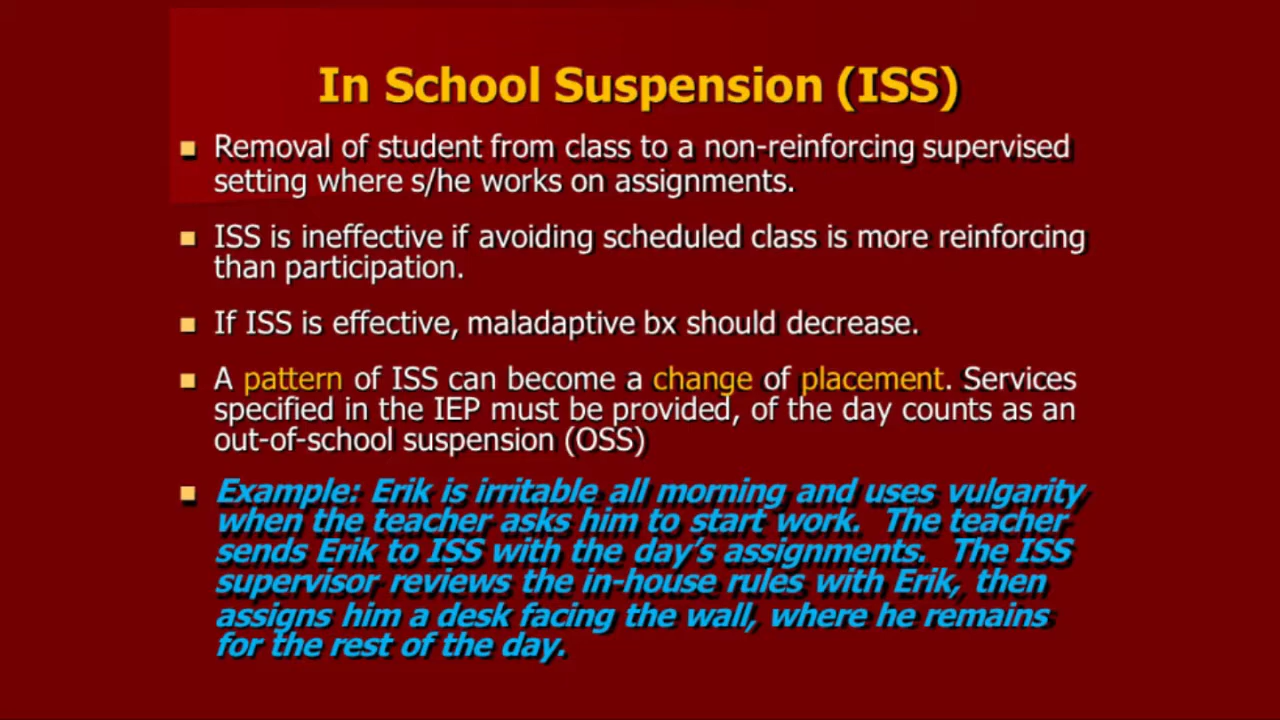 In School Suspension (ISS)
Removal of student from class to a non-reinforcing supervised
setting where s/he works on assignments.
ISS is ineffective if avoiding scheduled class is more reinforcing
than participation.
If ISS is effective, maladaptive bx should decrease.
A pattern of ISS can become a change of placement. Services
specified in the IEP must be provided, of the day counts as an
out-of-school suspension (OSS)
Example: Erik is irritable all morning and uses vulgarity
when the teacher asks him to start work. The teacher
sends Erik to ISS with the day's assignments. The ISS
supervisor reviews the in-house rules with Erik, then
assigns him a desk facing the wall, where he remains
for the rest of the day.